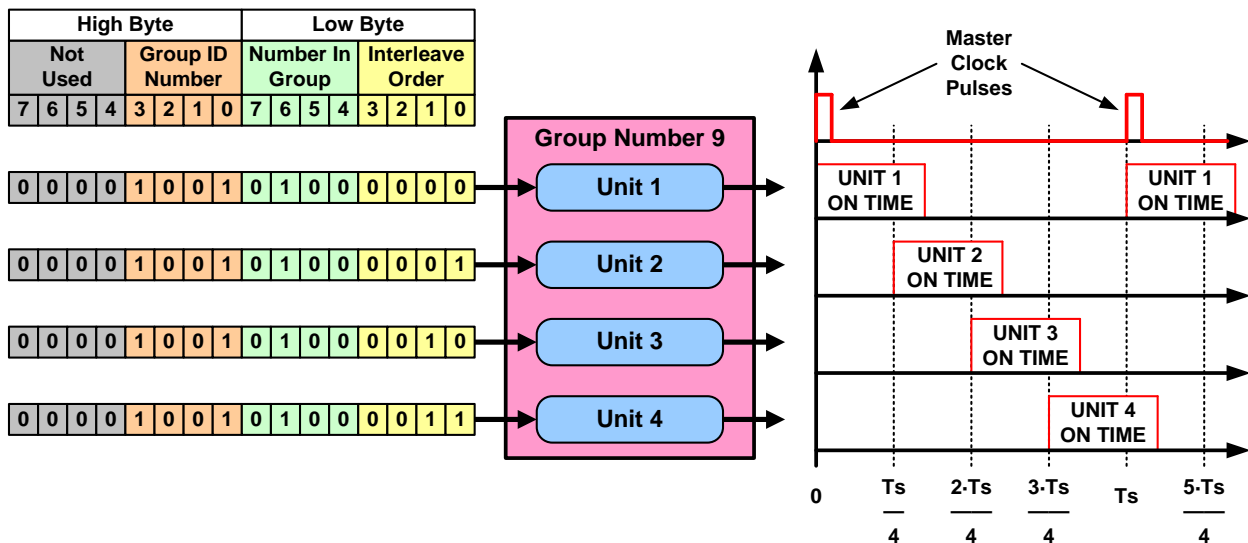 High Byte Low Byte
Not Used Group ID Number Number In Group Interleave Order
7 6 5 4 3 2 1 0 7 6 5 4 3 2 1 0
0 0 0 0 1 0 0 1 0 1 0 0 0 0 0 0
0 0 0 0 1 0 0 1 0 1 0 0 0 0 0 1
0 0 0 0 1 0 0 1 0 1 0 0 0 0 1 0
0 0 0 0 1 0 0 1 0 1 0 0 0 0 1 1
Group Number 9
Unit 1
Unit 2
Unit 3
Unit 4
Master
Clock
Pulses
UNIT 1
ON TIME
UNIT 1
ON TIME
UNIT 2
ON TIME
UNIT 3
ON TIME
UNIT 4
ON TIME
0 Ts/4 2·Ts/4 3·Ts/4 Ts 5·Ts/4